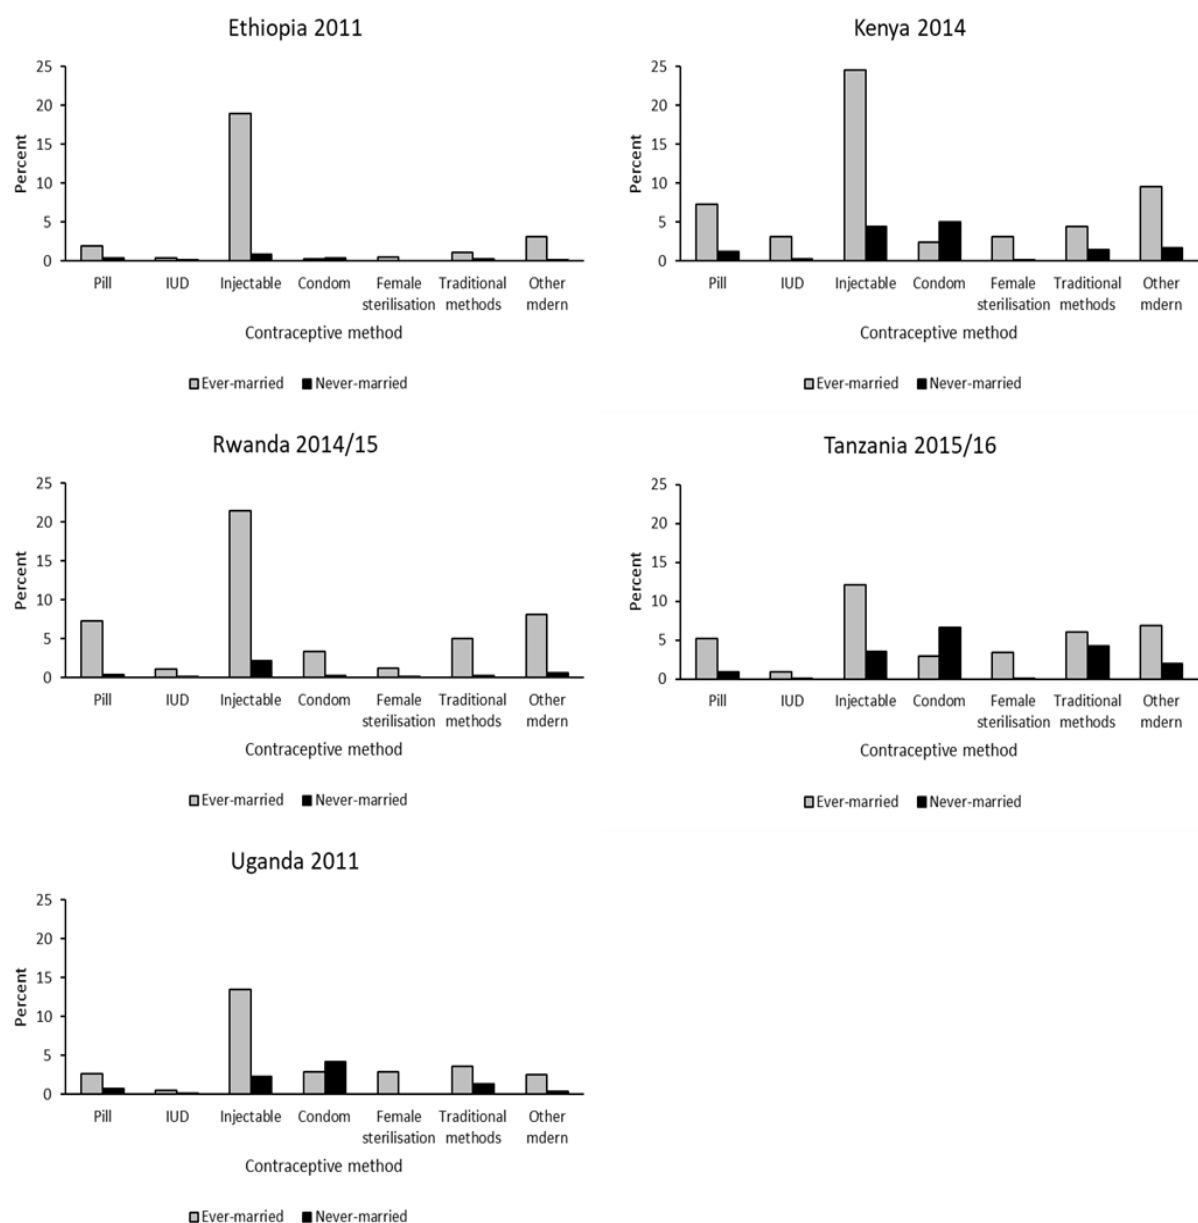 Ethiopia 2011
25
20
15
10
5
0
Percent
Pill IUD Injectable Condom Female Traditional Other
sterilisation methods mdern
Contraceptive method
Ever-married Never-married
Kenya 2014
25
20
15
10
5
0
Percent
Pill IUD Injectable Condom Female Traditional Other
sterilisation methods mdern
Contraceptive method
Ever-married Never-married
Rwanda 2014/15
25
20
15
10
5
0
Percent
Pill IUD Injectable Condom Female Traditional Other
sterilisation methods mdern
Contraceptive method
Ever-married Never-married
Tanzania 2015/16
25
20
15
10
5
0
Percent
Pill IUD Injectable Condom Female Traditional Other
sterilisation methods mdern
Contraceptive method
Ever-married Never-married
Uganda 2011
25
20
15
10
5
0
Percent
Pill IUD Injectable Condom Female Traditional Other
sterilisation methods mdern
Contraceptive method
Ever-married Never-married